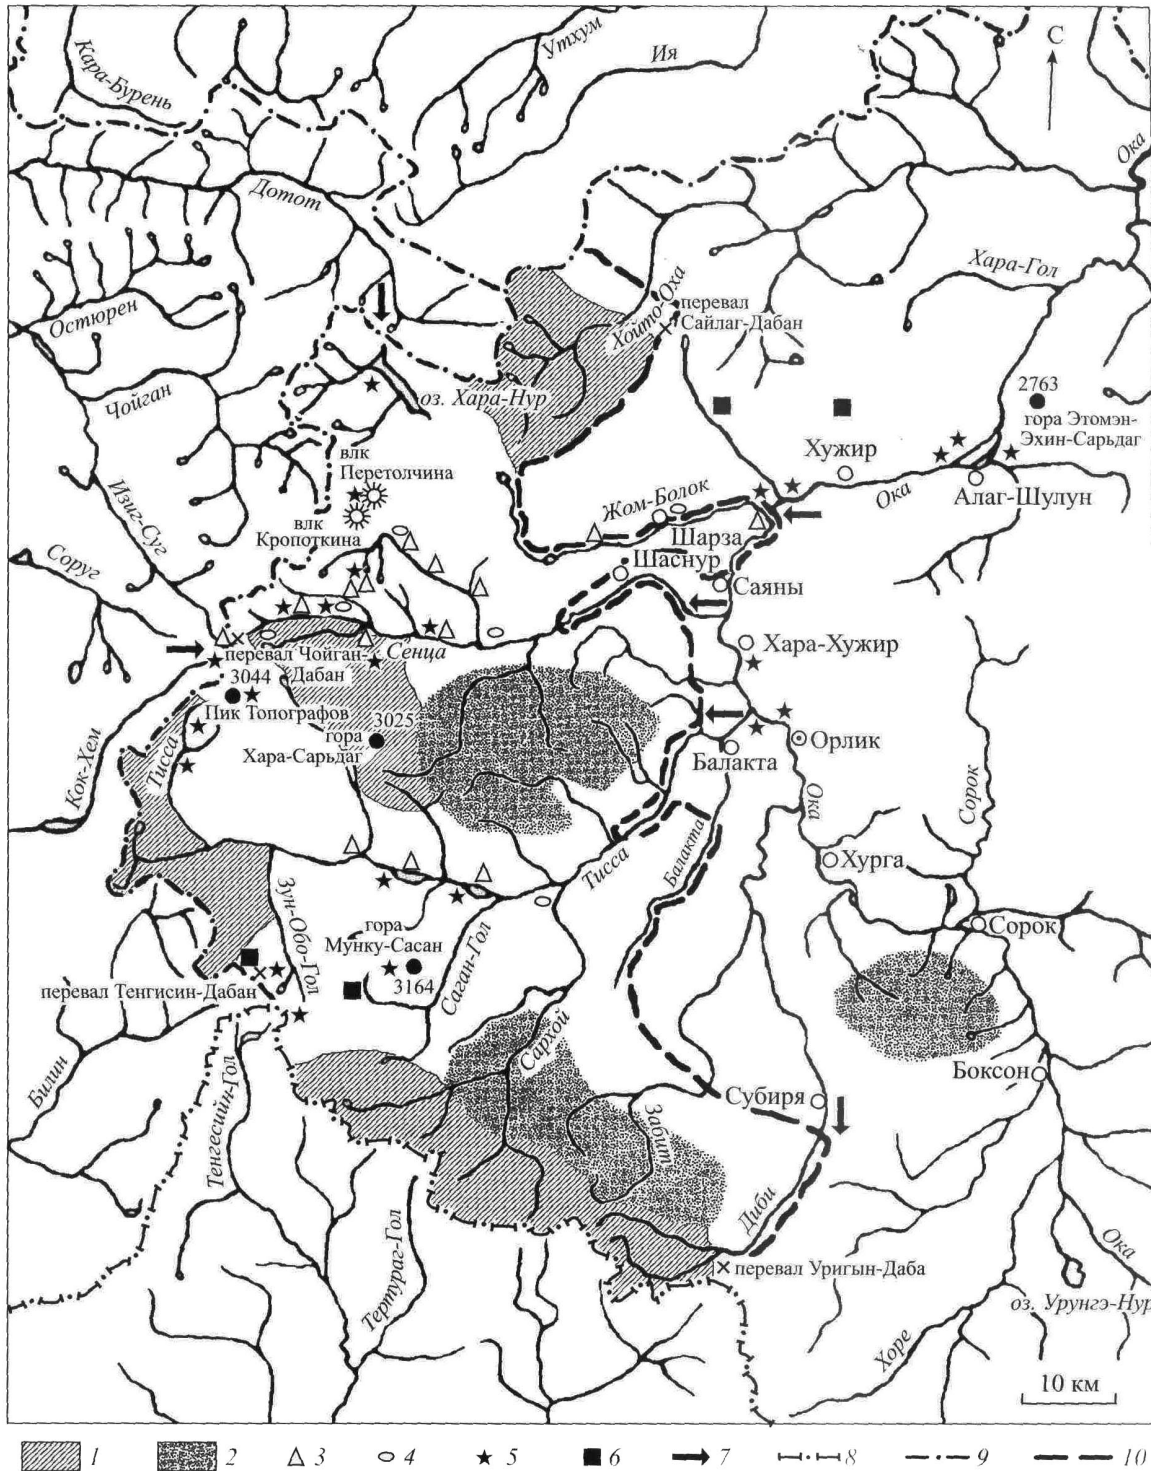 Утхум
Ия
С
Кара-Бурень
Ока
Дотот
Хара-Гол
Остюрен
Хойто-Оха
перевал
Сайлаг-Дабан
2763
гора Этомэн-
Эхин-Сарьдаг
Чойган
оз. Хара-Нур
влк
Перетолчина
Хужир
Изиг-Суг
Жом-Болок
Ока
Алаг-Шулун
влк
Кропоткина
Шарза
Шаснур
Соруг
Саяны
Хара-Хужир
Сенца
перевал Чойган-
Дабан
3044
Пик Топографов
3025
гора
Хара-Сарьдаг
Орлик
Балакта
Кок-Хем
Тисса
Ока
Сорок
Тисса
Балакта
Хурга
Зун-Обо-Гол
гора
Мунку-Сасан
3164
Саган-Гол
Сорок
перевал Тенгисин-Дабан
Сархой
Билин
Тенгесийн-Гол
Боксон
Субиря
Забит
Диби
Тертураг-Гол
Ока
перевал Уригын-Даба
оз. Урунгэ-Нур
Хоре
10 км
1 2 3 4 5 6 7 8 9 10